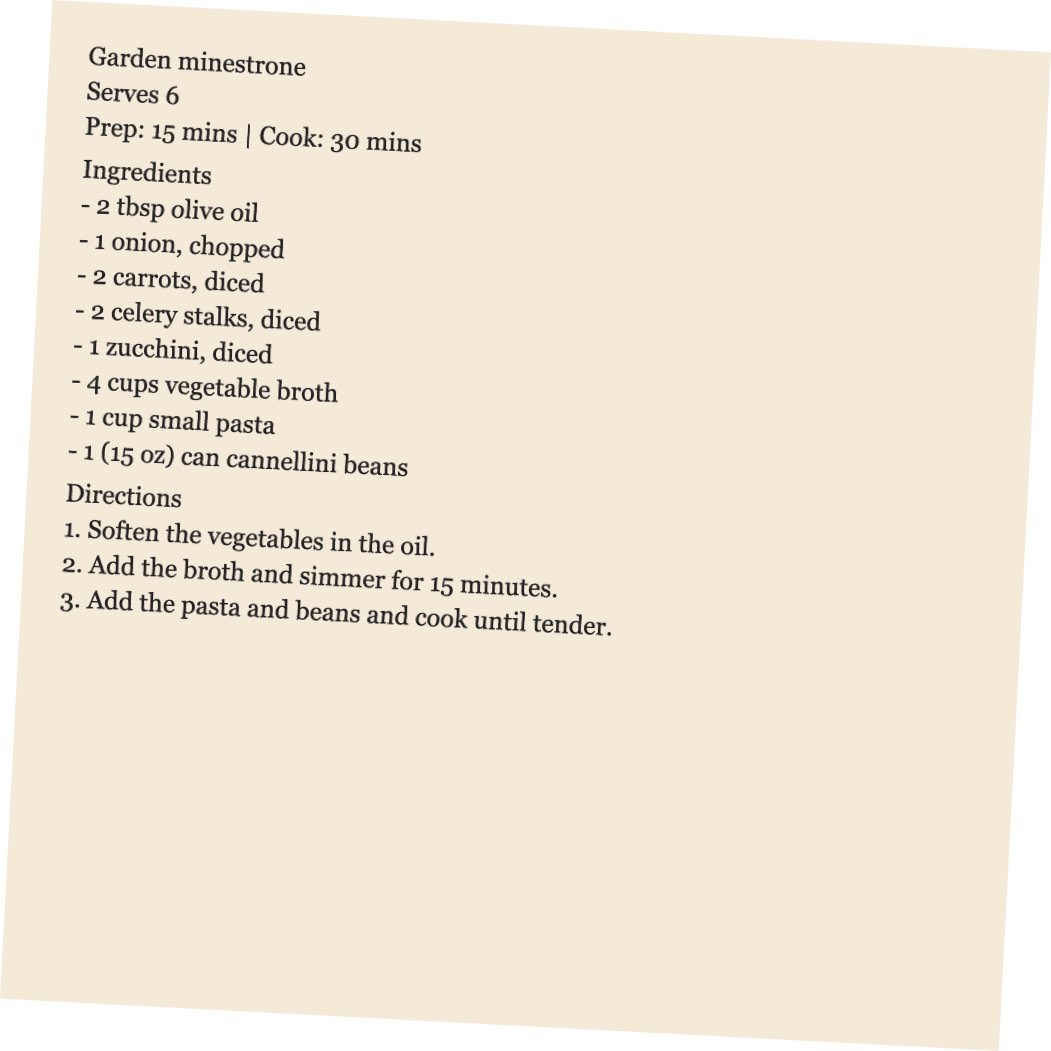 Garden minestrone
Serves 6
Prep: 15 mins | Cook: 30 mins
Ingredients
- 2 tbsp olive oil
- 1 onion, chopped
- 2 carrots, diced
- 2 celery stalks, diced
- 1 zucchini, diced
- 4 cups vegetable broth
- 1 cup small pasta
- 1 (15 oz) can cannellini beans
Directions
1. Soften the vegetables in the oil.
2. Add the broth and simmer for 15 minutes.
3. Add the pasta and beans and cook until tender.